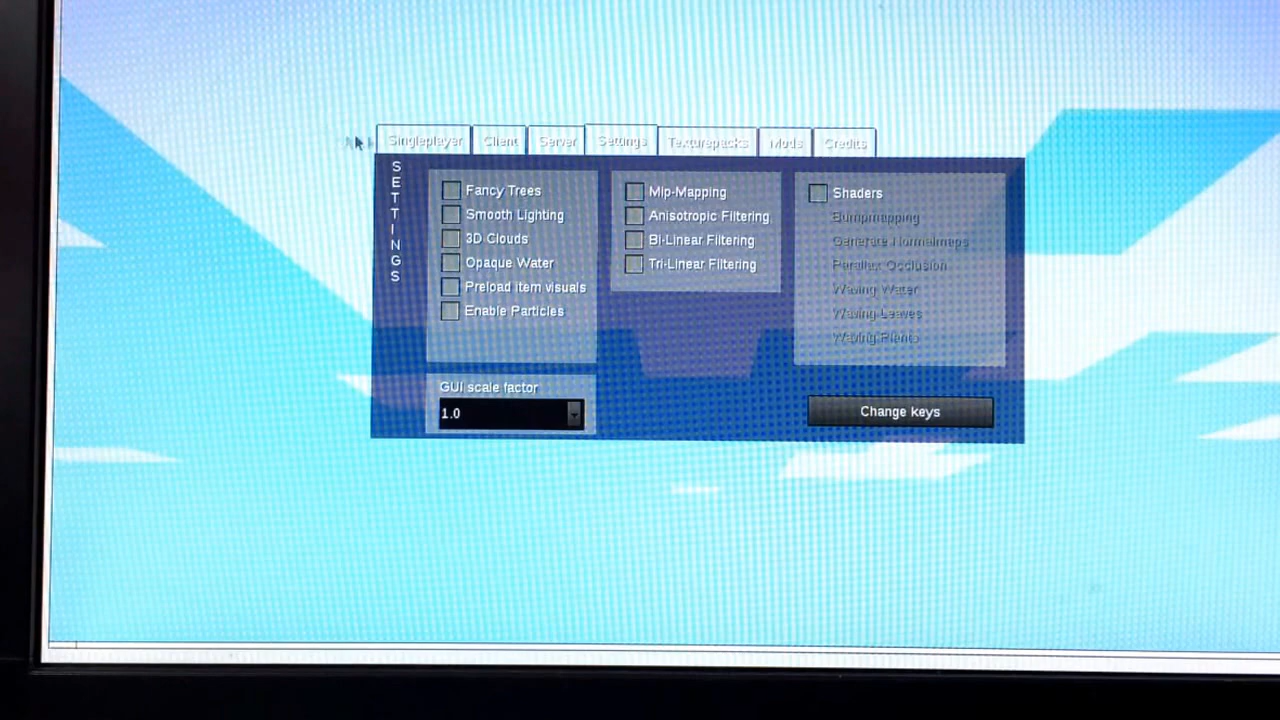 Singleplayer Client Server Settings Texturepacks Mods Credits
SETTINGS
Fancy Trees
Smooth Lighting
3D Clouds
Opaque Water
Preload item visuals
Enable Particles
GUI scale factor
1.0
Mip-Mapping
Anisotropic Filtering
Bi-Linear Filtering
Tri-Linear Filtering
Shaders
Bumpmapping
Generate Normalmaps
Parallax Occlusion
Waving Water
Waving Leaves
Waving Plants
Change keys